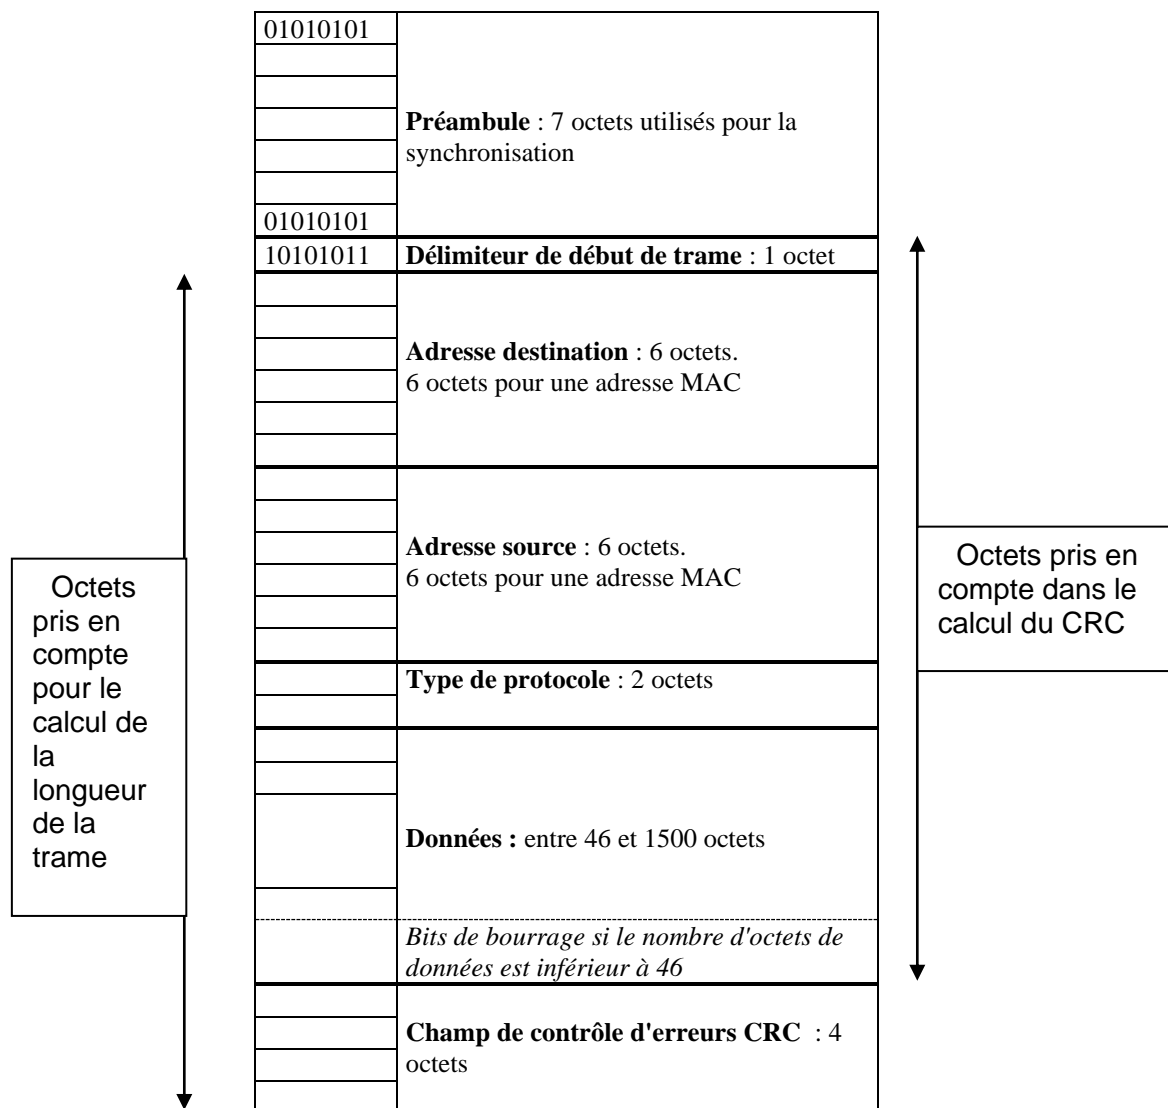 01010101
Préambule : 7 octets utilisés pour la
synchronisation
01010101
10101011
Délimiteur de début de trame : 1 octet
Adresse destination : 6 octets.
6 octets pour une adresse MAC
Adresse source : 6 octets.
6 octets pour une adresse MAC
Type de protocole : 2 octets
Données : entre 46 et 1500 octets
Bits de bourrage si le nombre d'octets de
données est inférieur à 46
Champ de contrôle d'erreurs CRC : 4
octets
Octets
pris en
compte
pour le
calcul de
la
longueur
de la
trame
Octets pris en
compte dans le
calcul du CRC